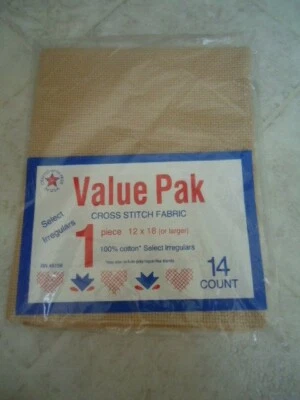 Value Pak
CROSS STITCH FABRIC
Select
Irregulars
1 piece 12 x 18 (or larger)
100% cotton* Select Irregulars
14
COUNT